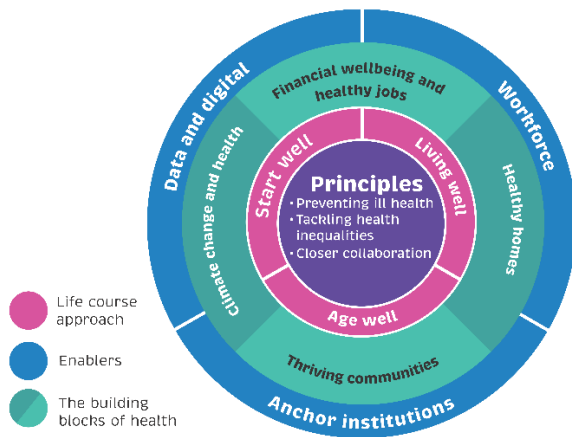 Data and digital
Workforce
Anchor institutions
Financial wellbeing and
healthy jobs
Climate change and health
Healthy homes
Thriving communities
Start well
Living well
Age well
Principles
• Preventing ill health
• Tackling health
inequalities
• Closer collaboration
Life course
approach
Enablers
The building
blocks of health